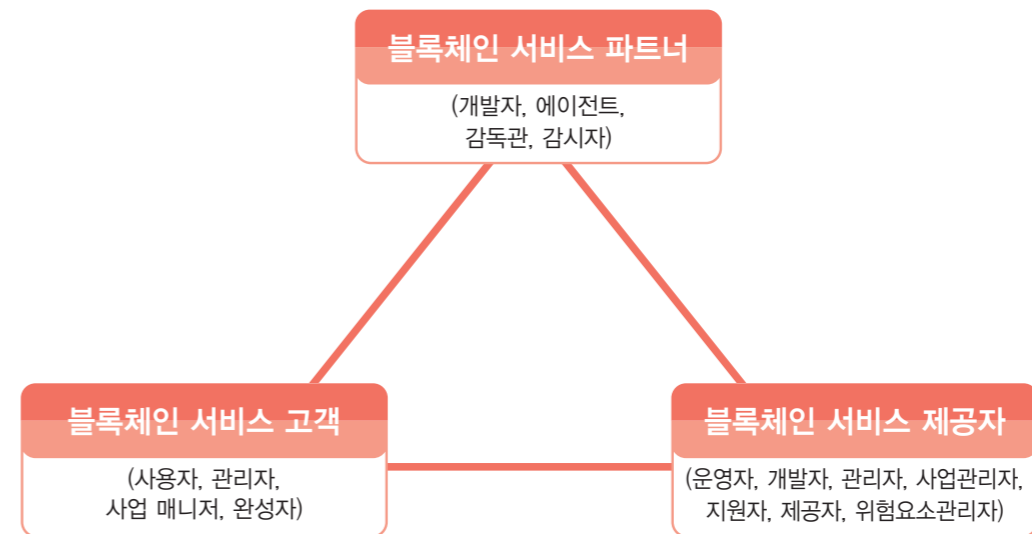 블록체인 서비스 파트너
(개발자, 에이전트,
감독관, 감시자)
블록체인 서비스 고객
(사용자, 관리자,
사업 매니저, 완성자)
블록체인 서비스 제공자
(운영자, 개발자, 관리자, 사업관리자,
지원자, 제공자, 위험요소관리자)